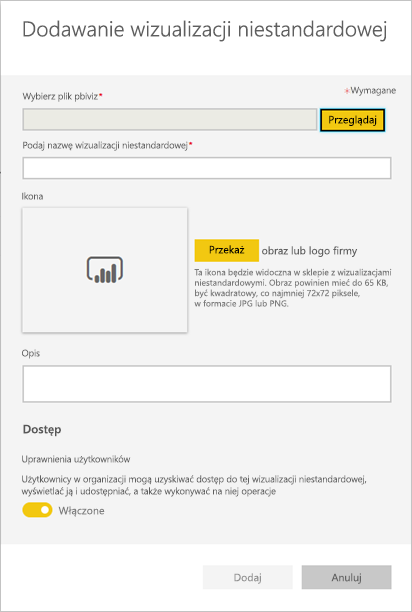 Dodawanie wizualizacji niestandardowej
*Wymagane
Wybierz plik pbiviz*
Przeglądaj
Podaj nazwę wizualizacji niestandardowej*
Ikona
Przekaż obraz lub logo firmy
Ta ikona będzie widoczna w sklepie z wizualizacjami
niestandardowymi. Obraz powinien mieć do 65 KB,
być kwadratowy, co najmniej 72x72 piksele,
w formacie JPG lub PNG.
Opis
Dostęp
Uprawnienia użytkowników
Użytkownicy w organizacji mogą uzyskiwać dostęp do tej wizualizacji niestandardowej,
wyświetlać ją i udostępniać, a także wykonywać na niej operacje
Włączone
Dodaj
Anuluj